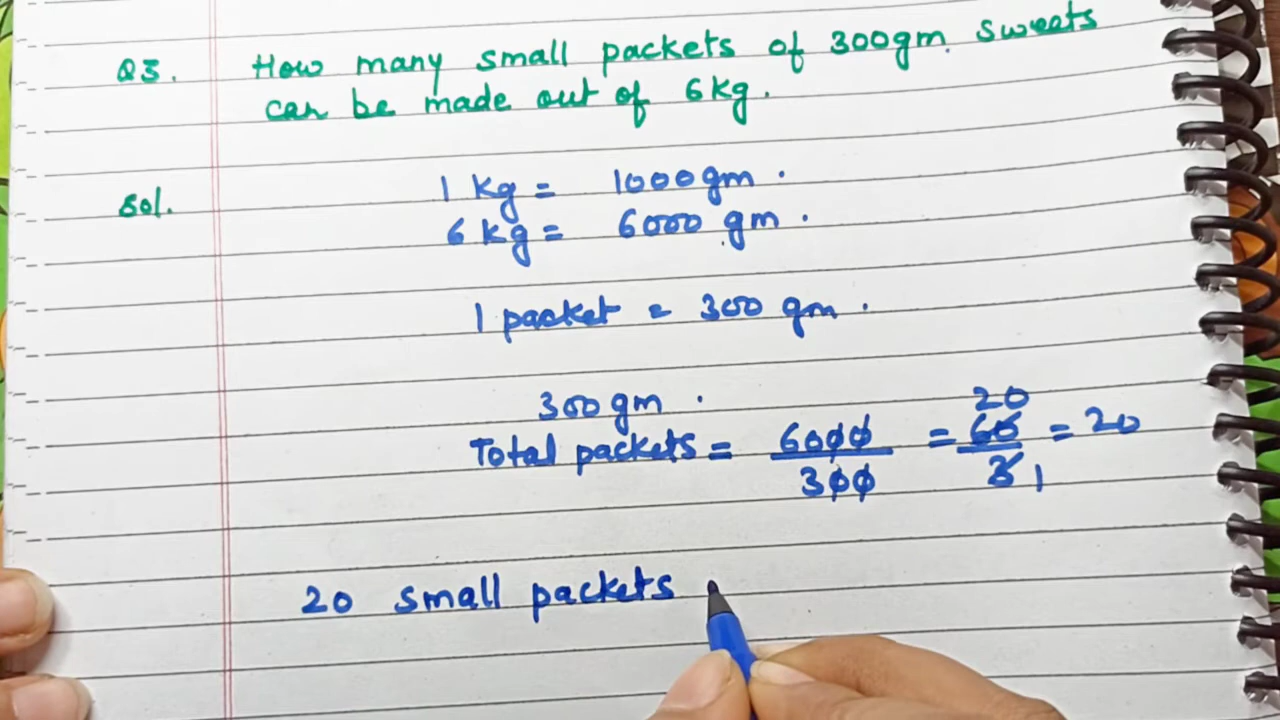 Q3. How many small packets of 300gm. sweets
can be made out of 6kg.
Sol. 1 Kg = 1000gm.
6 kg = 6000 gm.
1 packet = 300 gm.
300gm.
20
Total packets = 6000/300 = 60/3 1 = 20
20 small packets